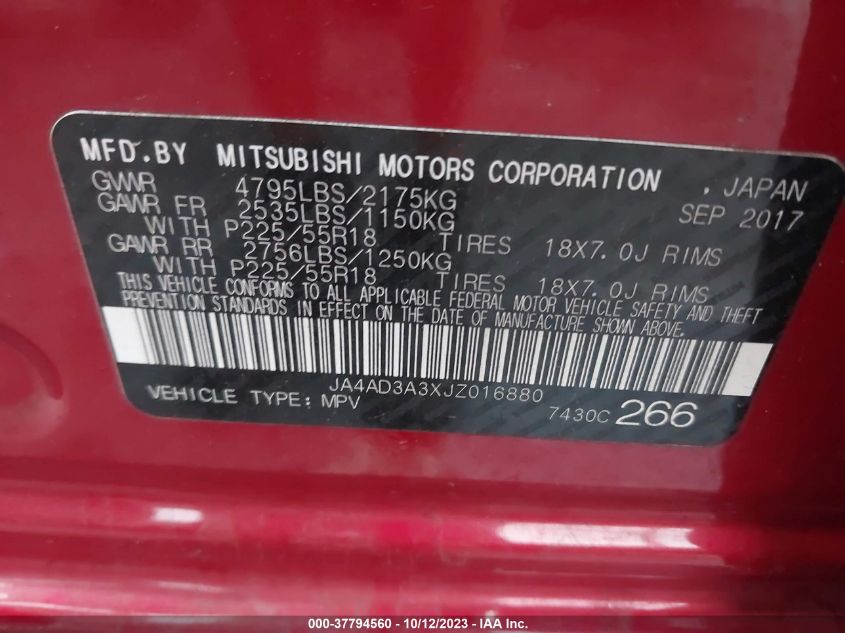 MFD.BY MITSUBISHI MOTORS CORPORATION , JAPAN
GVWR 4795LBS/2175KG SEP 2017
GAWR FR 2535LBS/1150KG
WITH P225/55R18 TIRES 18X7.0J RIMS
GAWR RR 2756LBS/1250KG
WITH P225/55R18 TIRES 18X7.0J RIMS
THIS VEHICLE CONFORMS TO ALL APPLICABLE FEDERAL MOTOR VEHICLE SAFETY AND THEFT
PREVENTION STANDARDS IN EFFECT ON THE DATE OF MANUFACTURE SHOWN ABOVE.
JA4AD3A3XJZ016880
VEHICLE TYPE: MPV 7430C 266
000-37794560 - 10/12/2023 - IAA Inc.